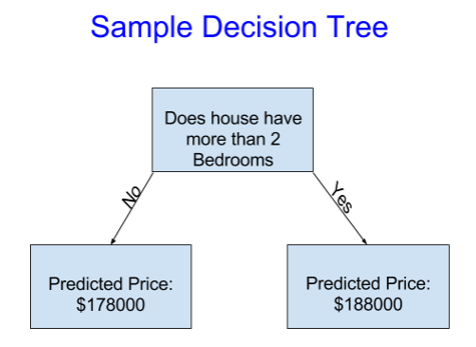 Sample Decision Tree
Does house have
more than 2
Bedrooms
No
Yes
Predicted Price:
$178000
Predicted Price:
$188000